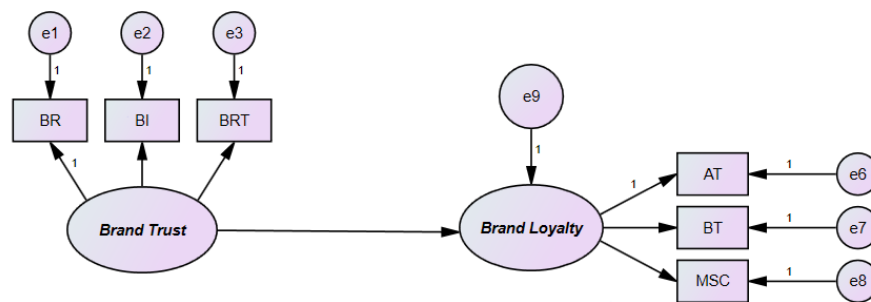 e1
e2
e3
1
1
1
BR
BI
BRT
1
Brand Trust
e9
1
Brand Loyalty
1
AT
1
e6
BT
1
e7
MSC
1
e8